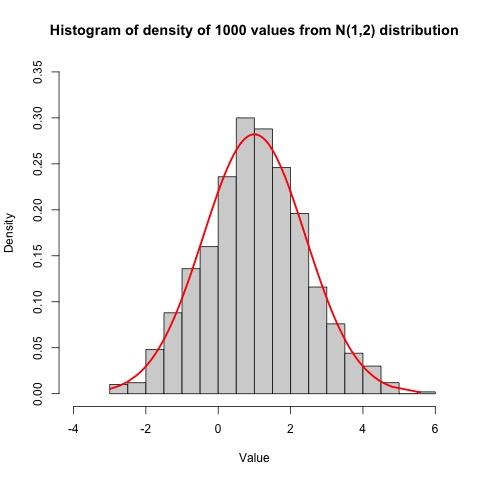 Histogram of density of 1000 values from N(1,2) distribution
Density
0.35
0.30
0.25
0.20
0.15
0.10
0.05
0.00
-4 -2 0 2 4 6
Value